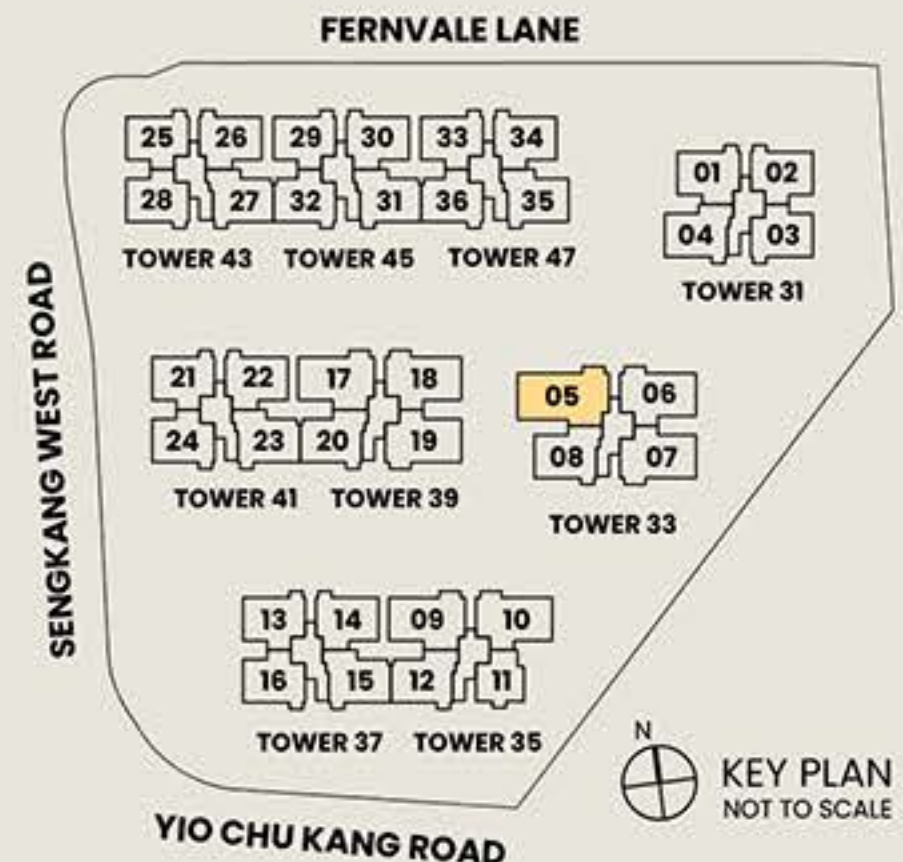 FERNVALE LANE
25 26 29 30 33 34
28 27 32 31 36 35
TOWER 43 TOWER 45 TOWER 47
01 02
04 03
TOWER 31
SENGKANG WEST ROAD
21 22 17 18
24 23 20 19
TOWER 41 TOWER 39
05 06
08 07
TOWER 33
13 14 09 10
16 15 12 11
TOWER 37 TOWER 35
N
KEY PLAN
NOT TO SCALE
YIO CHU KANG ROAD